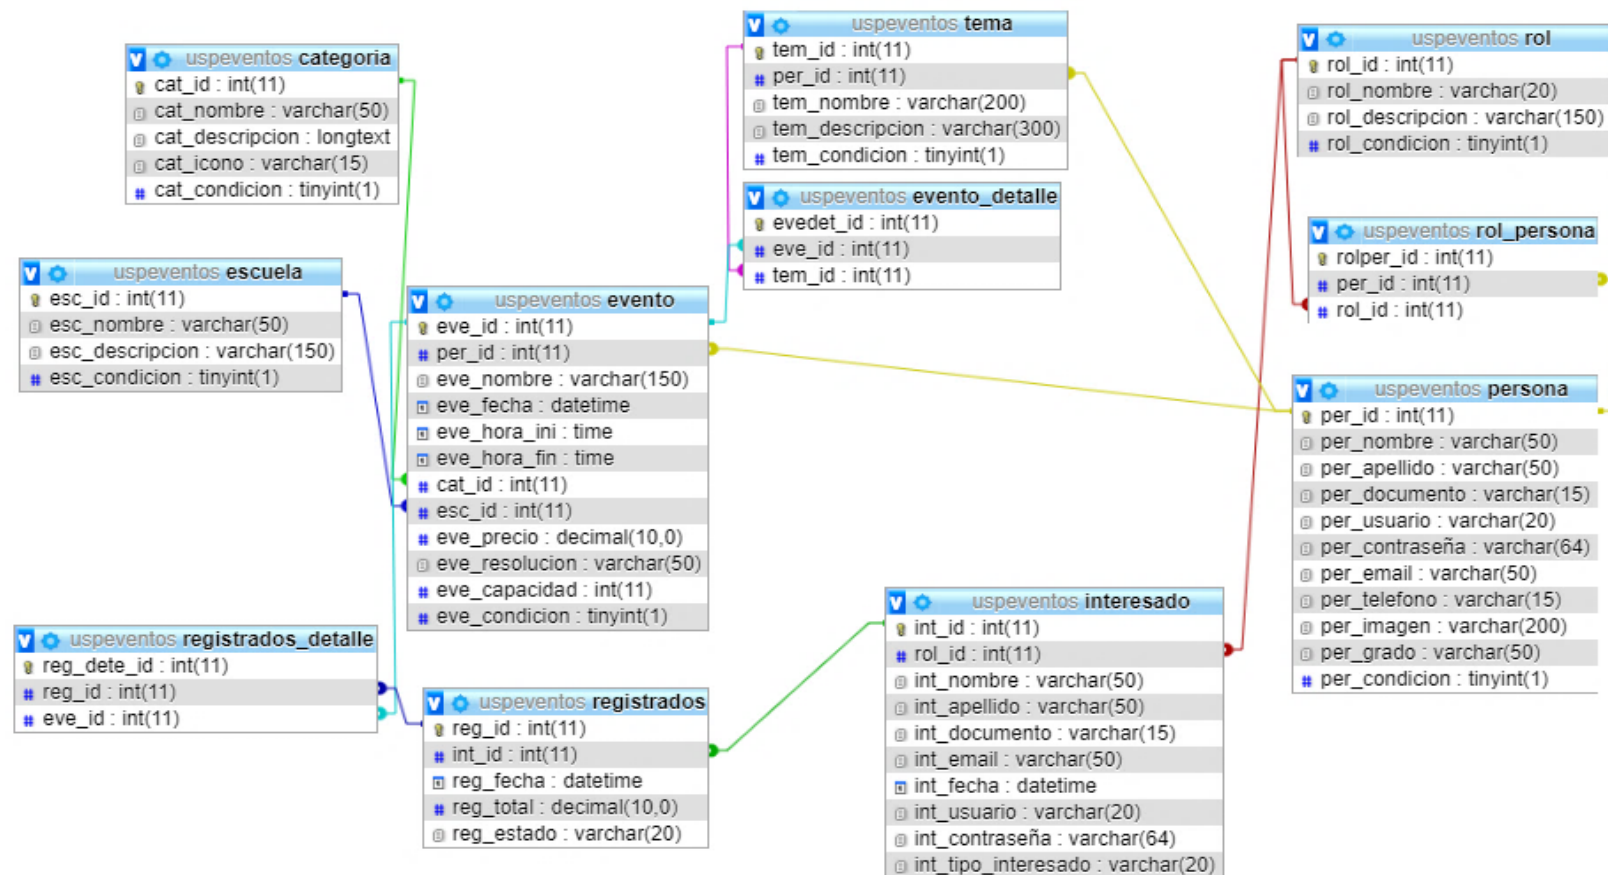 uspeventos categoria
cat_id : int(11)
cat_nombre : varchar(50)
cat_descripcion : longtext
cat_icono : varchar(15)
cat_condicion : tinyint(1)
uspeventos escuela
esc_id : int(11)
esc_nombre : varchar(50)
esc_descripcion : varchar(150)
esc_condicion : tinyint(1)
uspeventos registrados_detalle
reg_dete_id : int(11)
reg_id : int(11)
eve_id : int(11)
uspeventos evento
eve_id : int(11)
per_id : int(11)
eve_nombre : varchar(150)
eve_fecha : datetime
eve_hora_ini : time
eve_hora_fin : time
cat_id : int(11)
esc_id : int(11)
eve_precio : decimal(10,0)
eve_resolucion : varchar(50)
eve_capacidad : int(11)
eve_condicion : tinyint(1)
uspeventos registrados
reg_id : int(11)
int_id : int(11)
reg_fecha : datetime
reg_total : decimal(10,0)
reg_estado : varchar(20)
uspeventos tema
tem_id : int(11)
per_id : int(11)
tem_nombre : varchar(200)
tem_descripcion : varchar(300)
tem_condicion : tinyint(1)
uspeventos evento_detalle
evedet_id : int(11)
eve_id : int(11)
tem_id : int(11)
uspeventos interesado
int_id : int(11)
rol_id : int(11)
int_nombre : varchar(50)
int_apellido : varchar(50)
int_documento : varchar(15)
int_email : varchar(50)
int_fecha : datetime
int_usuario : varchar(20)
int_contraseña : varchar(64)
int_tipo_interesado : varchar(20)
uspeventos rol
rol_id : int(11)
rol_nombre : varchar(20)
rol_descripcion : varchar(150)
rol_condicion : tinyint(1)
uspeventos rol_persona
rolper_id : int(11)
per_id : int(11)
rol_id : int(11)
uspeventos persona
per_id : int(11)
per_nombre : varchar(50)
per_apellido : varchar(50)
per_documento : varchar(15)
per_usuario : varchar(20)
per_contraseña : varchar(64)
per_email : varchar(50)
per_telefono : varchar(15)
per_imagen : varchar(200)
per_grado : varchar(50)
per_condicion : tinyint(1)